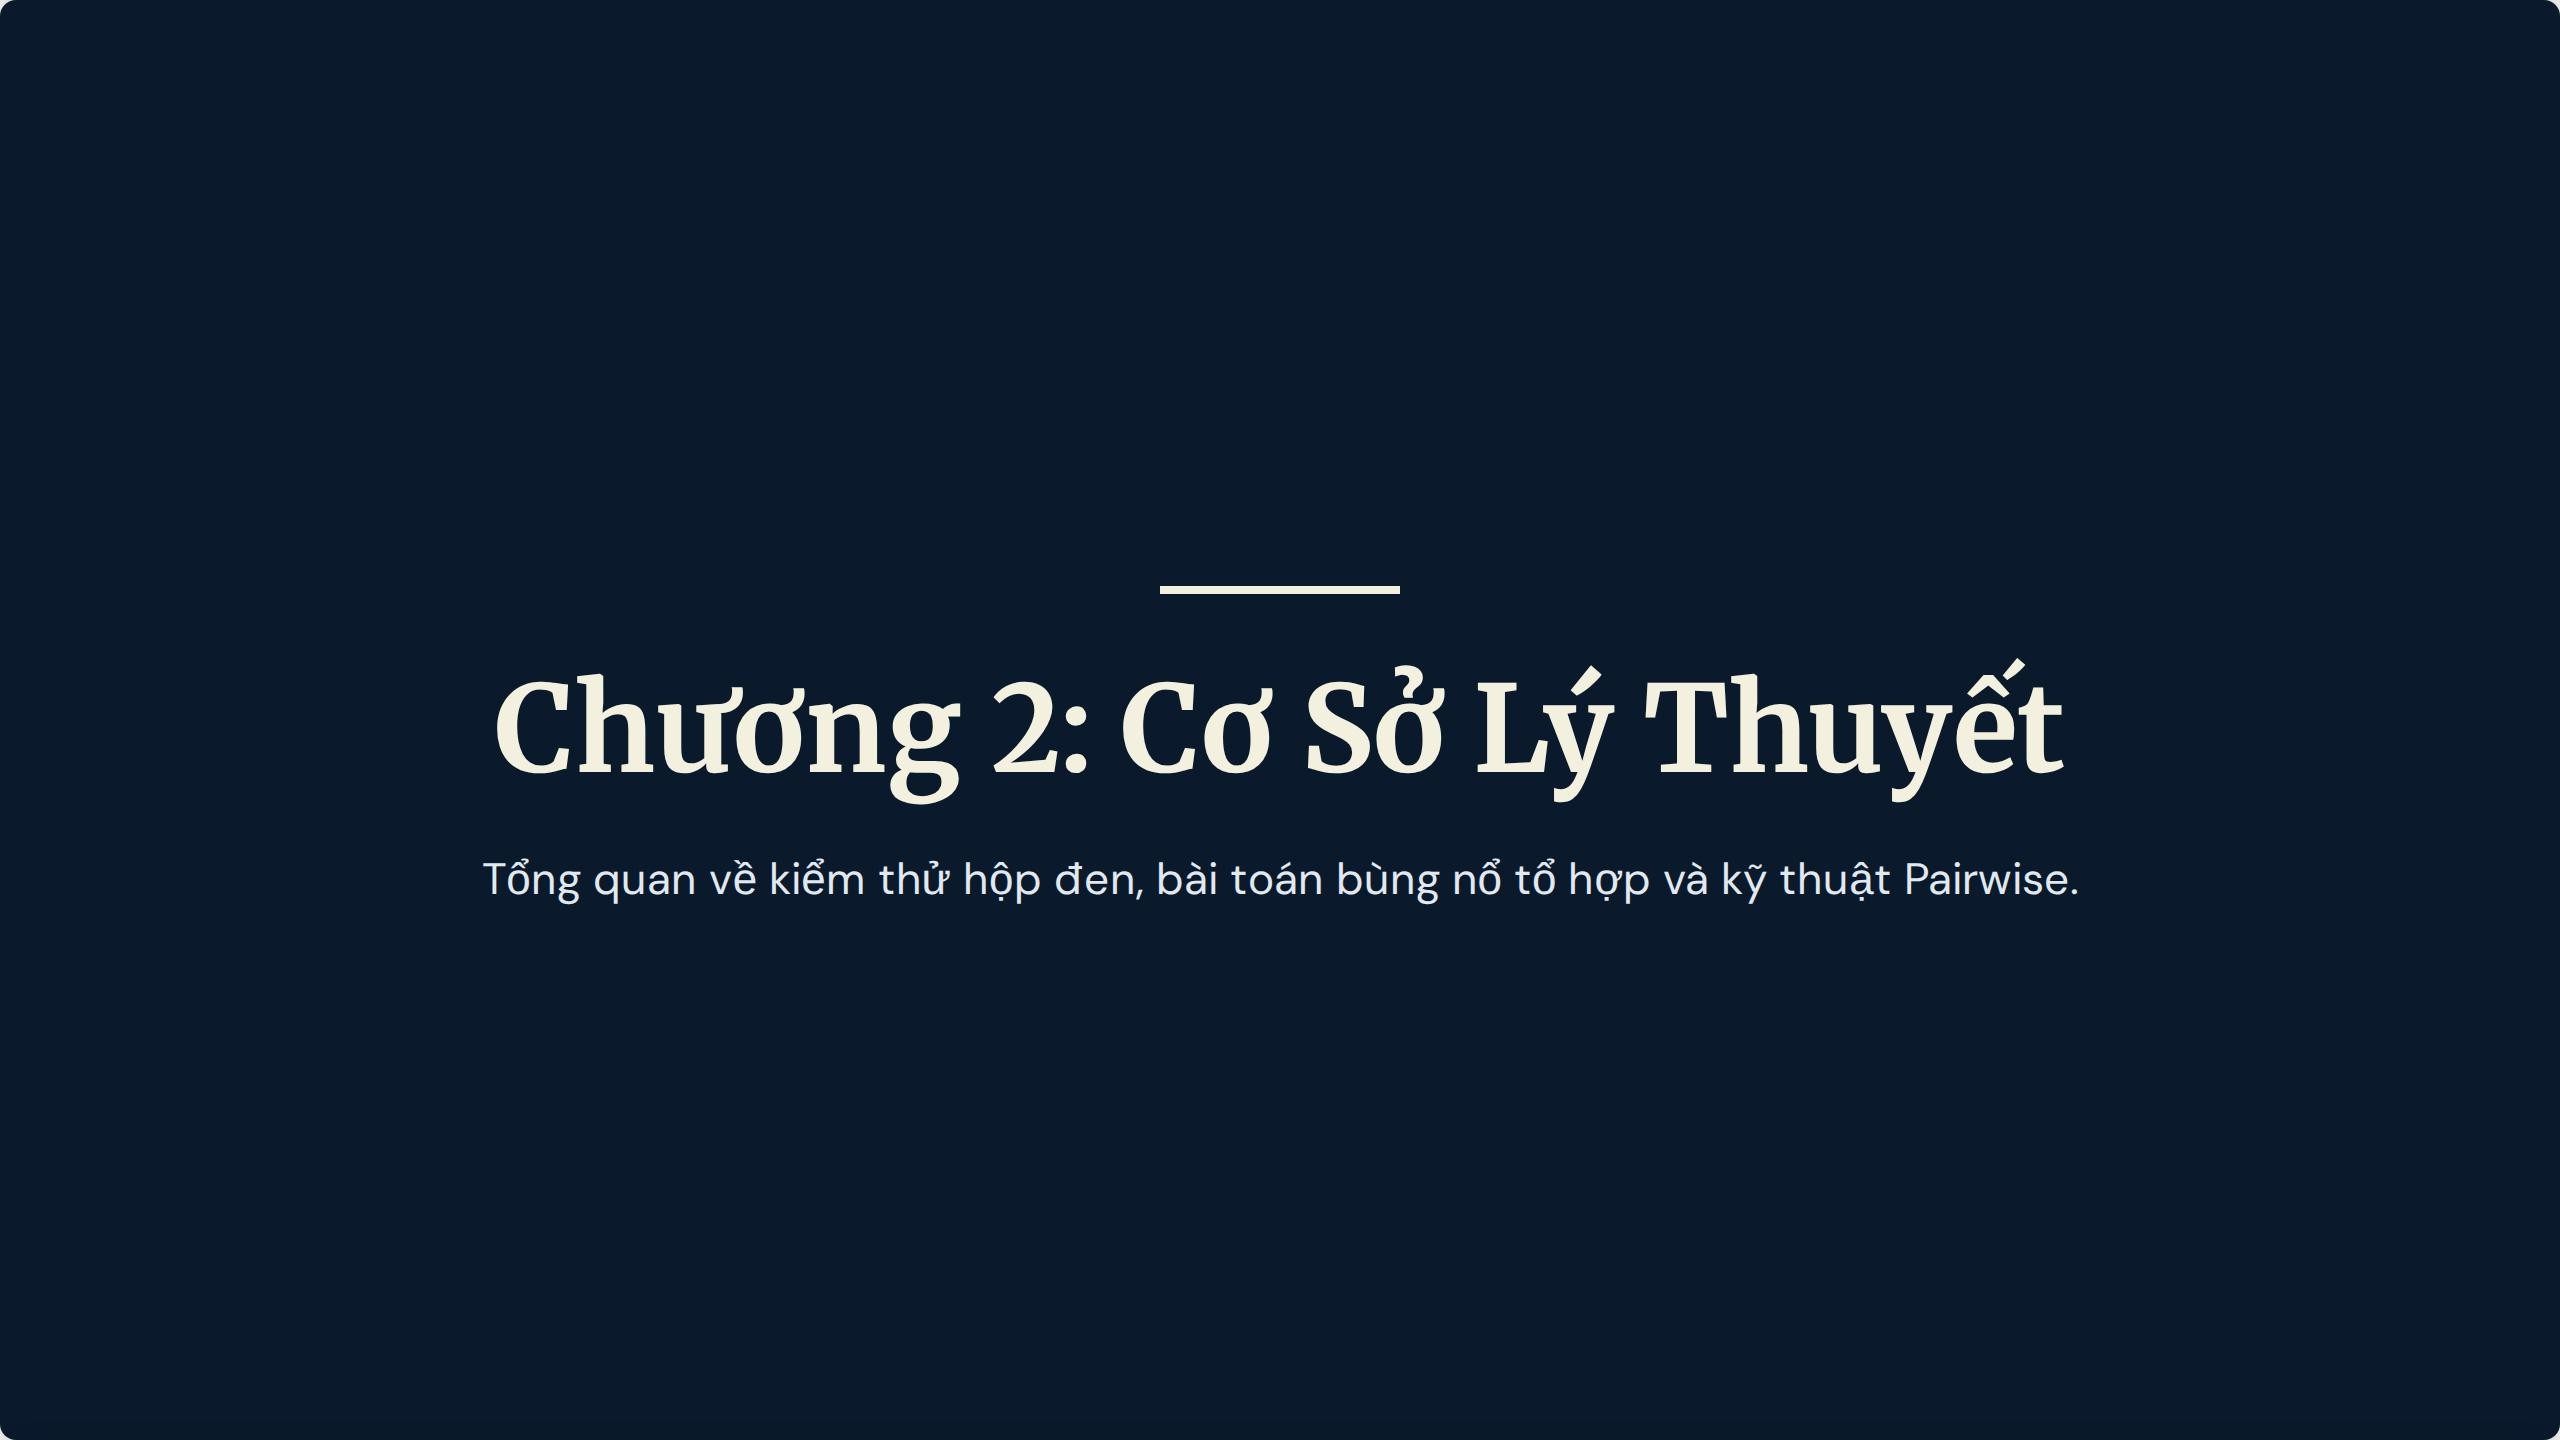 Chương 2: Cơ Sở Lý Thuyết
Tổng quan về kiểm thử hộp đen, bài toán bùng nổ tổ hợp và kỹ thuật Pairwise.